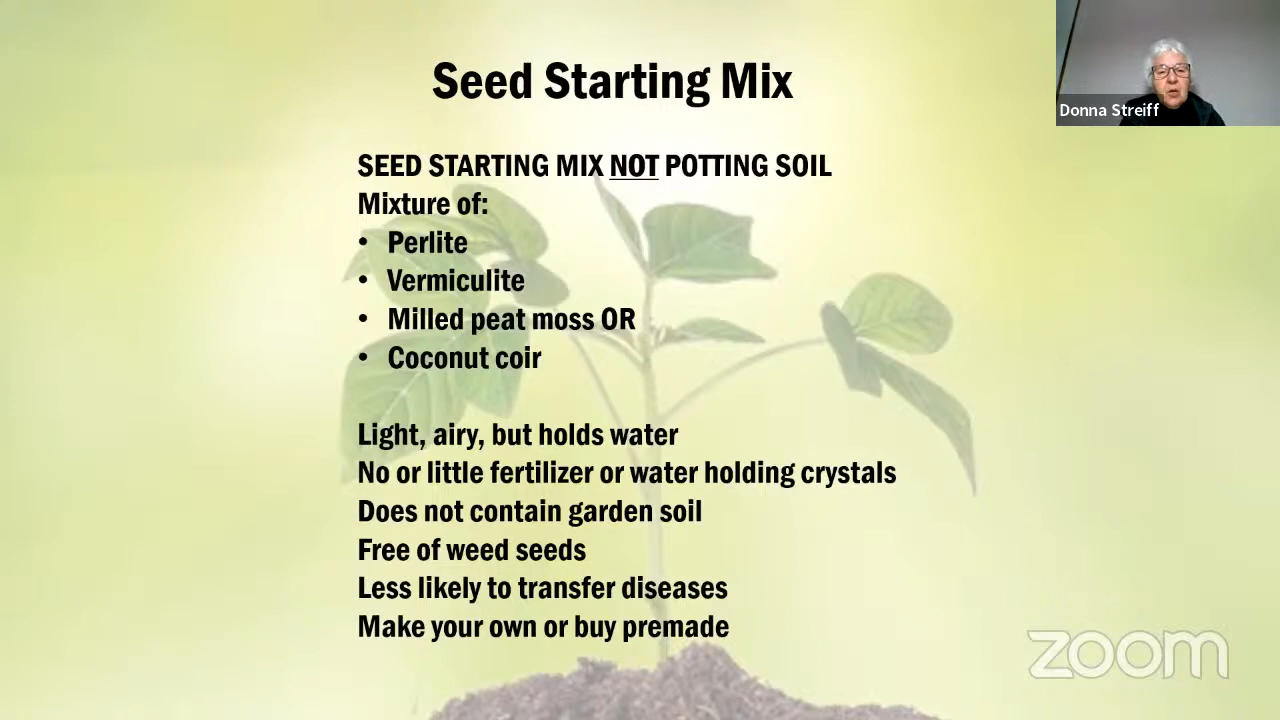 Seed Starting Mix
Donna Streiff
SEED STARTING MIX NOT POTTING SOIL
Mixture of:
• Perlite
• Vermiculite
• Milled peat moss OR
• Coconut coir
Light, airy, but holds water
No or little fertilizer or water holding crystals
Does not contain garden soil
Free of weed seeds
Less likely to transfer diseases
Make your own or buy premade
zoom